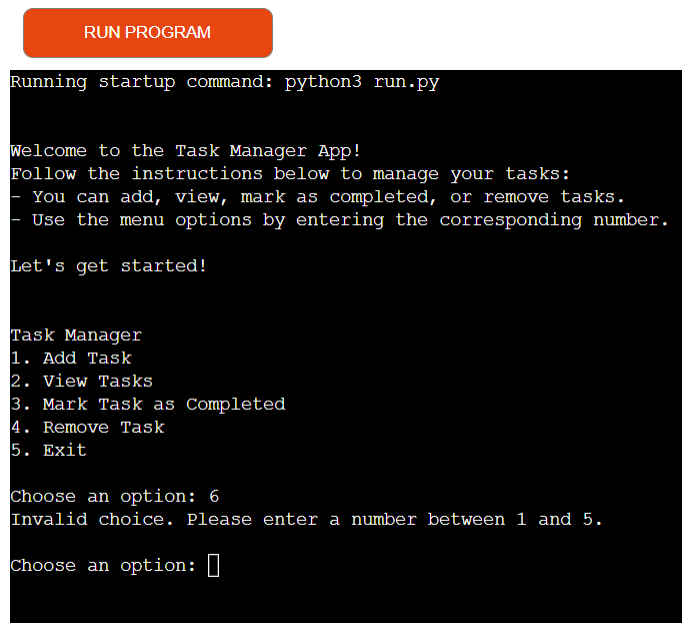 RUN PROGRAM
Running startup command: python3 run.py
Welcome to the Task Manager App!
Follow the instructions below to manage your tasks:
- You can add, view, mark as completed, or remove tasks.
- Use the menu options by entering the corresponding number.
Let's get started!
Task Manager
1. Add Task
2. View Tasks
3. Mark Task as Completed
4. Remove Task
5. Exit
Choose an option: 6
Invalid choice. Please enter a number between 1 and 5.
Choose an option: